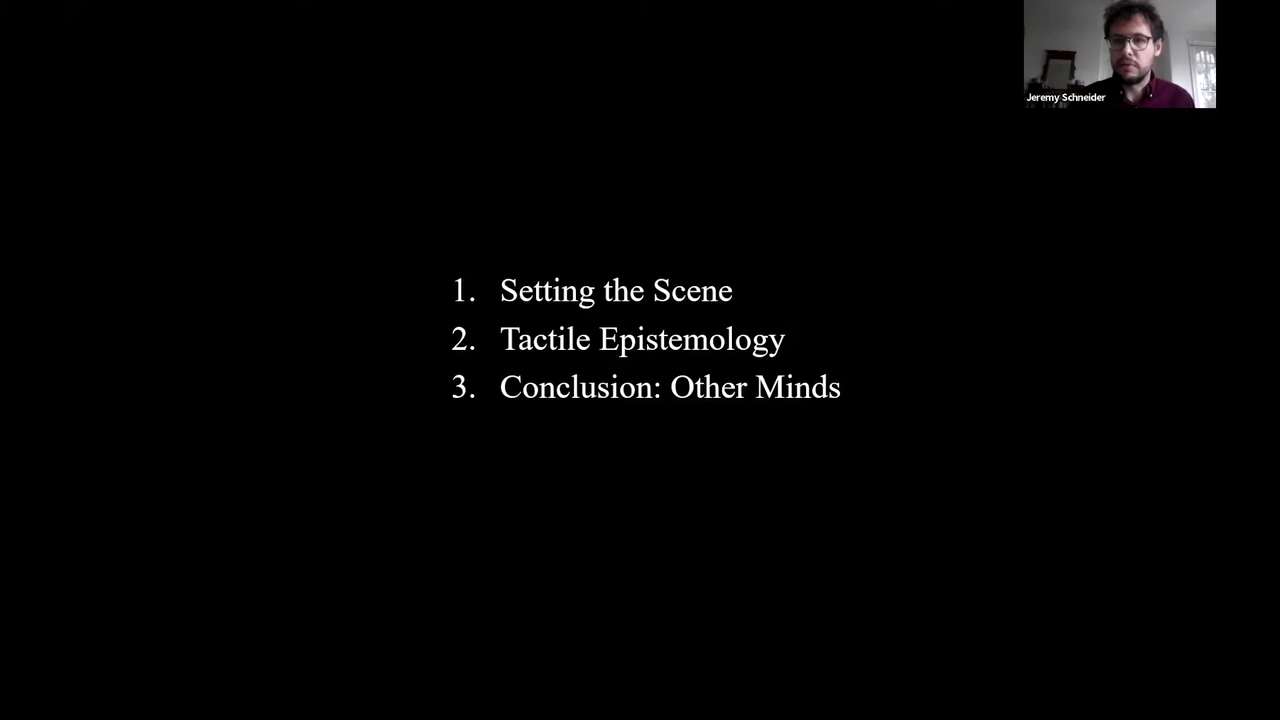 Jeremy Schneider
1. Setting the Scene
2. Tactile Epistemology
3. Conclusion: Other Minds